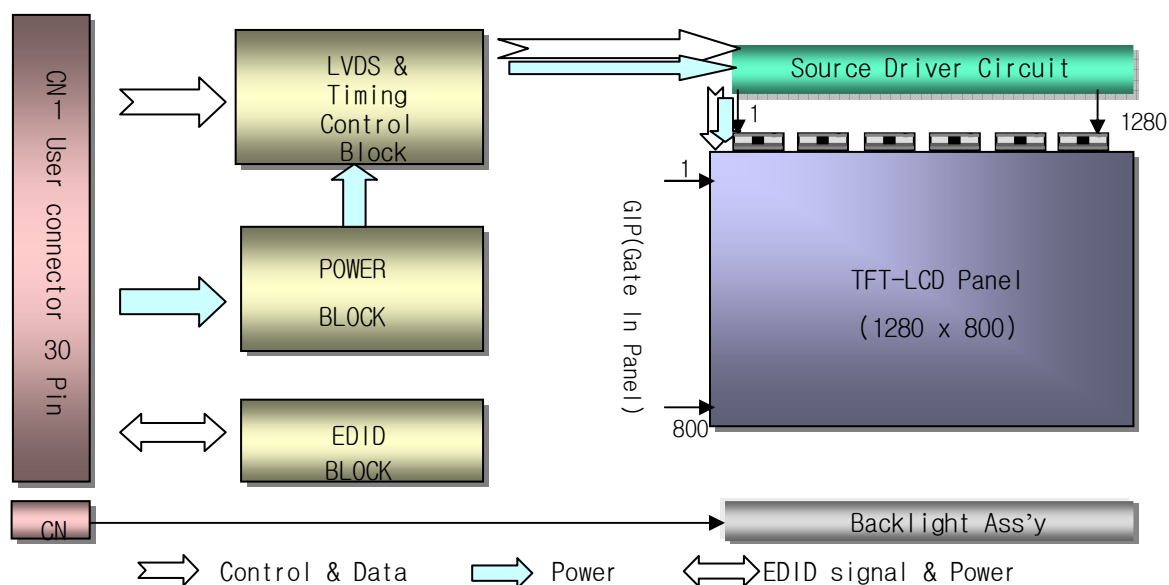 CN-1 User connector 30 Pin
LVDS &
Timing
Control
Block
POWER
BLOCK
EDID
BLOCK
Source Driver Circuit
1
1280
1
GIP(Gate In Panel)
800
TFT-LCD Panel
(1280 x 800)
CN
Backlight Ass'y
Control & Data
Power
EDID signal & Power